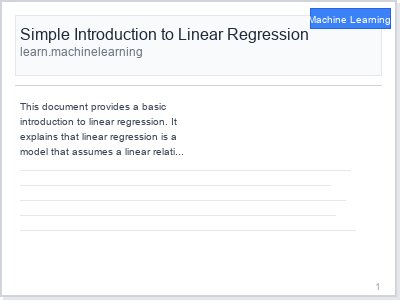 Simple Introduction to Linear Regression
Machine Learning
learn.machinelearning
This document provides a basic
introduction to linear regression. It
explains that linear regression is a
model that assumes a linear relati...
1